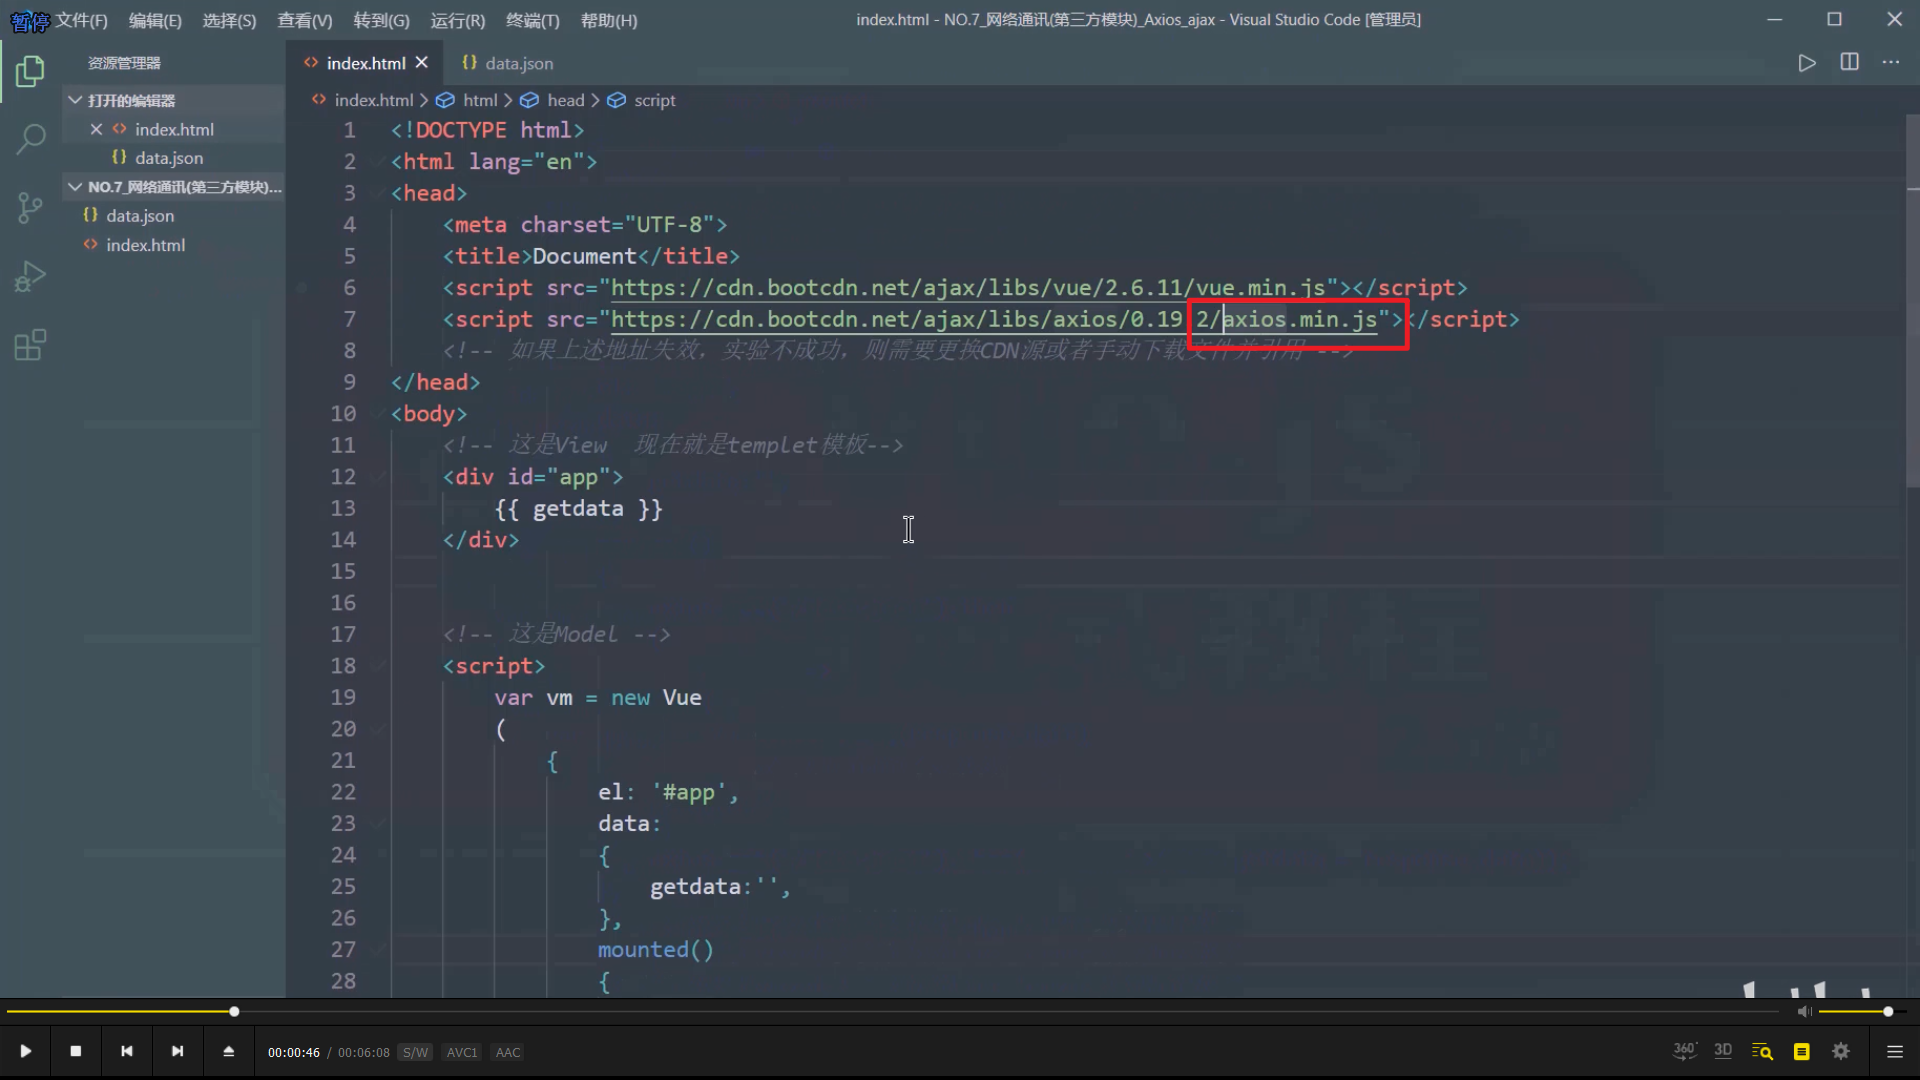 暂停 文件(F) 编辑(E) 选择(S) 查看(V) 转到(G) 运行(R) 终端(T) 帮助(H) index.html - NO.7_网络通讯(第三方模块)_Axios_ajax - Visual Studio Code [管理员]
资源管理器
打开的编辑器
index.html
data.json
NO.7_网络通讯(第三方模块)...
data.json
index.html
index.html data.json
index.html html head script
1 <!DOCTYPE html>
2 <html lang="en">
3 <head>
4 <meta charset="UTF-8">
5 <title>Document</title>
6 <script src="https://cdn.bootcdn.net/ajax/libs/vue/2.6.11/vue.min.js"></script>
7 <script src="https://cdn.bootcdn.net/ajax/libs/axios/0.19 2/axios.min.js"></script>
8 <!-- 如果上述地址失效，实验不成功，则需要更换CDN源或者手动下载文件并引用 -->
9 </head>
10 <body>
11 <!-- 这是View 现在就是templet模板-->
12 <div id="app">
13 {{ getdata }}
14 </div>
15
16
17 <!-- 这是Model -->
18 <script>
19 var vm = new Vue
20 (
21 {
22 el: '#app',
23 data:
24 {
25 getdata:'',
26 },
27 mounted()
28 {
00:00:46 / 00:06:08 S/W AVC1 AAC 360° 3D